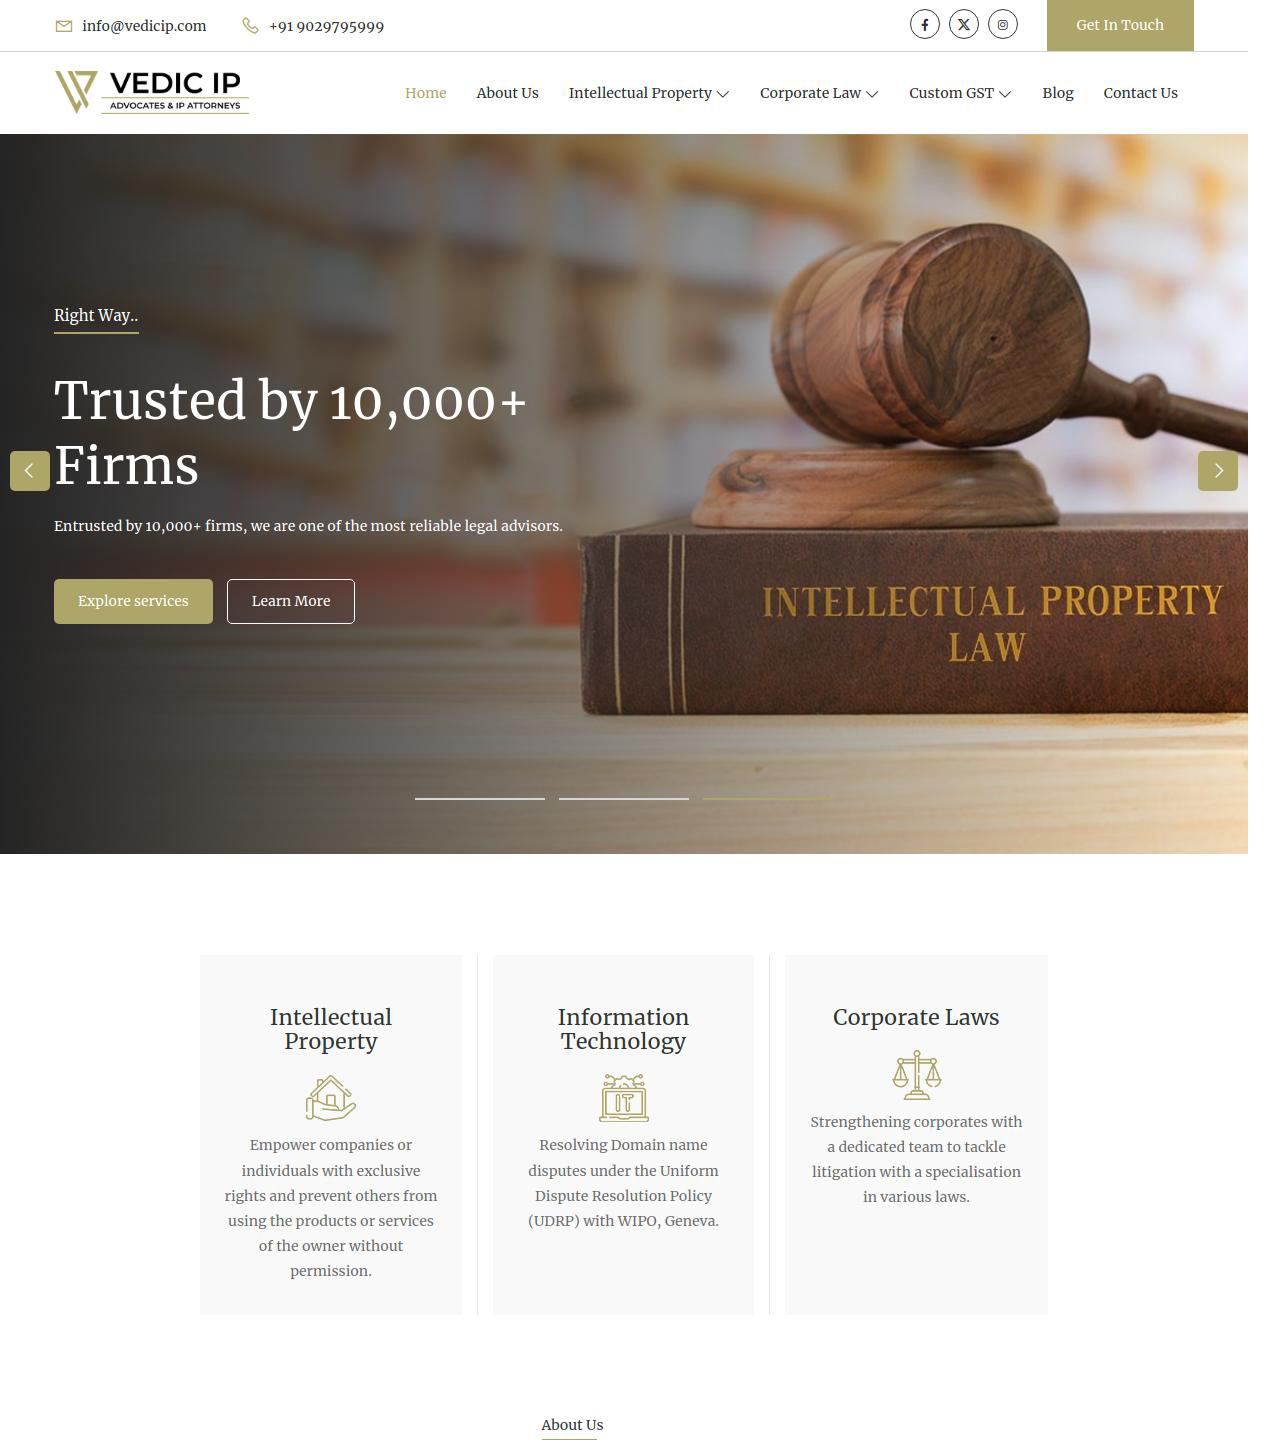 info@vedicip.com
+91 9029795999
Get In Touch
VEDIC IP
ADVOCATES & IP ATTORNEYS
Home
About Us
Intellectual Property
Corporate Law
Custom GST
Blog
Contact Us
Right Way..
Trusted by 10,000+
Firms
Entrusted by 10,000+ firms, we are one of the most reliable legal advisors.
Explore services
Learn More
INTELLECTUAL PROPERTY
LAW
Intellectual
Property
Empower companies or
individuals with exclusive
rights and prevent others from
using the products or services
of the owner without
permission.
Information
Technology
IT
Resolving Domain name
disputes under the Uniform
Dispute Resolution Policy
(UDRP) with WIPO, Geneva.
Corporate Laws
Strengthening corporates with
a dedicated team to tackle
litigation with a specialisation
in various laws.
About Us